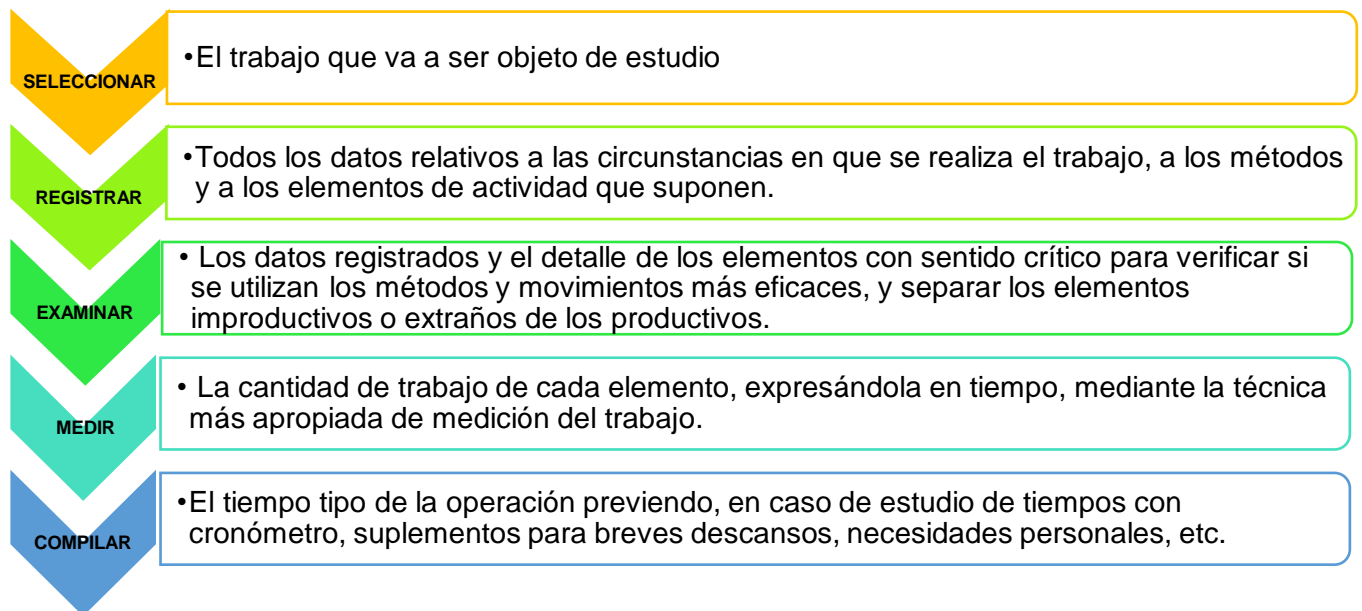 SELECCIONAR
•El trabajo que va a ser objeto de estudio
REGISTRAR
•Todos los datos relativos a las circunstancias en que se realiza el trabajo, a los métodos
y a los elementos de actividad que suponen.
EXAMINAR
• Los datos registrados y el detalle de los elementos con sentido crítico para verificar si
se utilizan los métodos y movimientos más eficaces, y separar los elementos
improductivos o extraños de los productivos.
MEDIR
• La cantidad de trabajo de cada elemento, expresándola en tiempo, mediante la técnica
más apropiada de medición del trabajo.
COMPILAR
•El tiempo tipo de la operación previendo, en caso de estudio de tiempos con
cronómetro, suplementos para breves descansos, necesidades personales, etc.